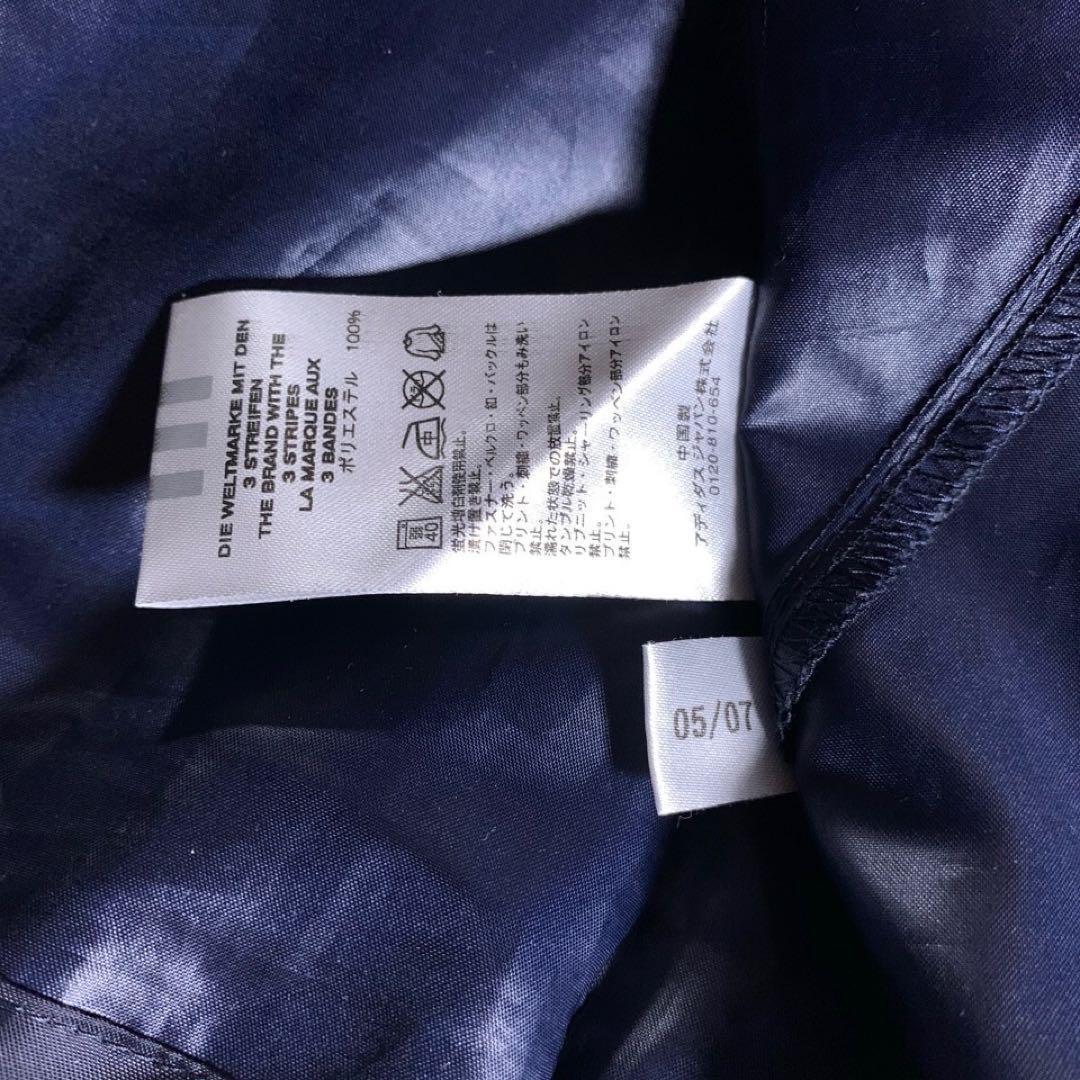 DIE WELTMARKE MIT DEN
3 STREIFEN
THE BRAND WITH THE
3 STRIPES
LA MARQUE AUX
3 BANDES
ポリエステル 100%
弱
40
蛍光増白剤使用禁止。
漬け置き禁止。
ファスナー・ベルクロ・釦・バックルは
閉じて洗う。
プリント・刺繍・ワッペン部分もみ洗い
禁止。
濡れた状態での放置禁止。
タンブル乾燥禁止。
リブニット・シャーリング部分アイロン
禁止。
プリント・刺繍・ワッペン部分アイロン
禁止。
中国製
アディダス ジャパン株式会社
0120-810-654
05/07